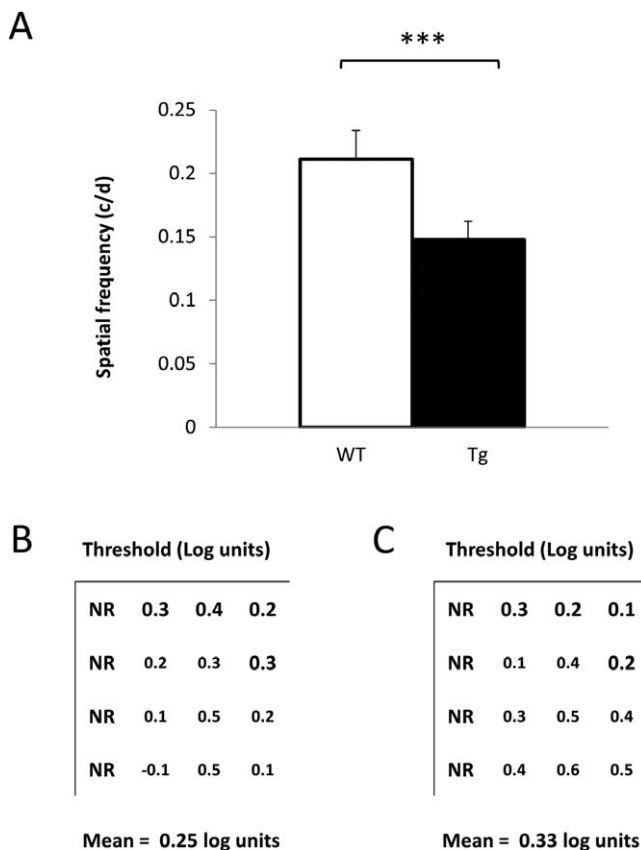 A
***
0.25
0.2
0.15
0.1
0.05
0
Spatial frequency (c/d)
WT Tg
B Threshold (Log units)
NR 0.3 0.4 0.2
NR 0.2 0.3 0.3
NR 0.1 0.5 0.2
NR -0.1 0.5 0.1
Mean = 0.25 log units
C Threshold (Log units)
NR 0.3 0.2 0.1
NR 0.1 0.4 0.2
NR 0.3 0.5 0.4
NR 0.4 0.6 0.5
Mean = 0.33 log units